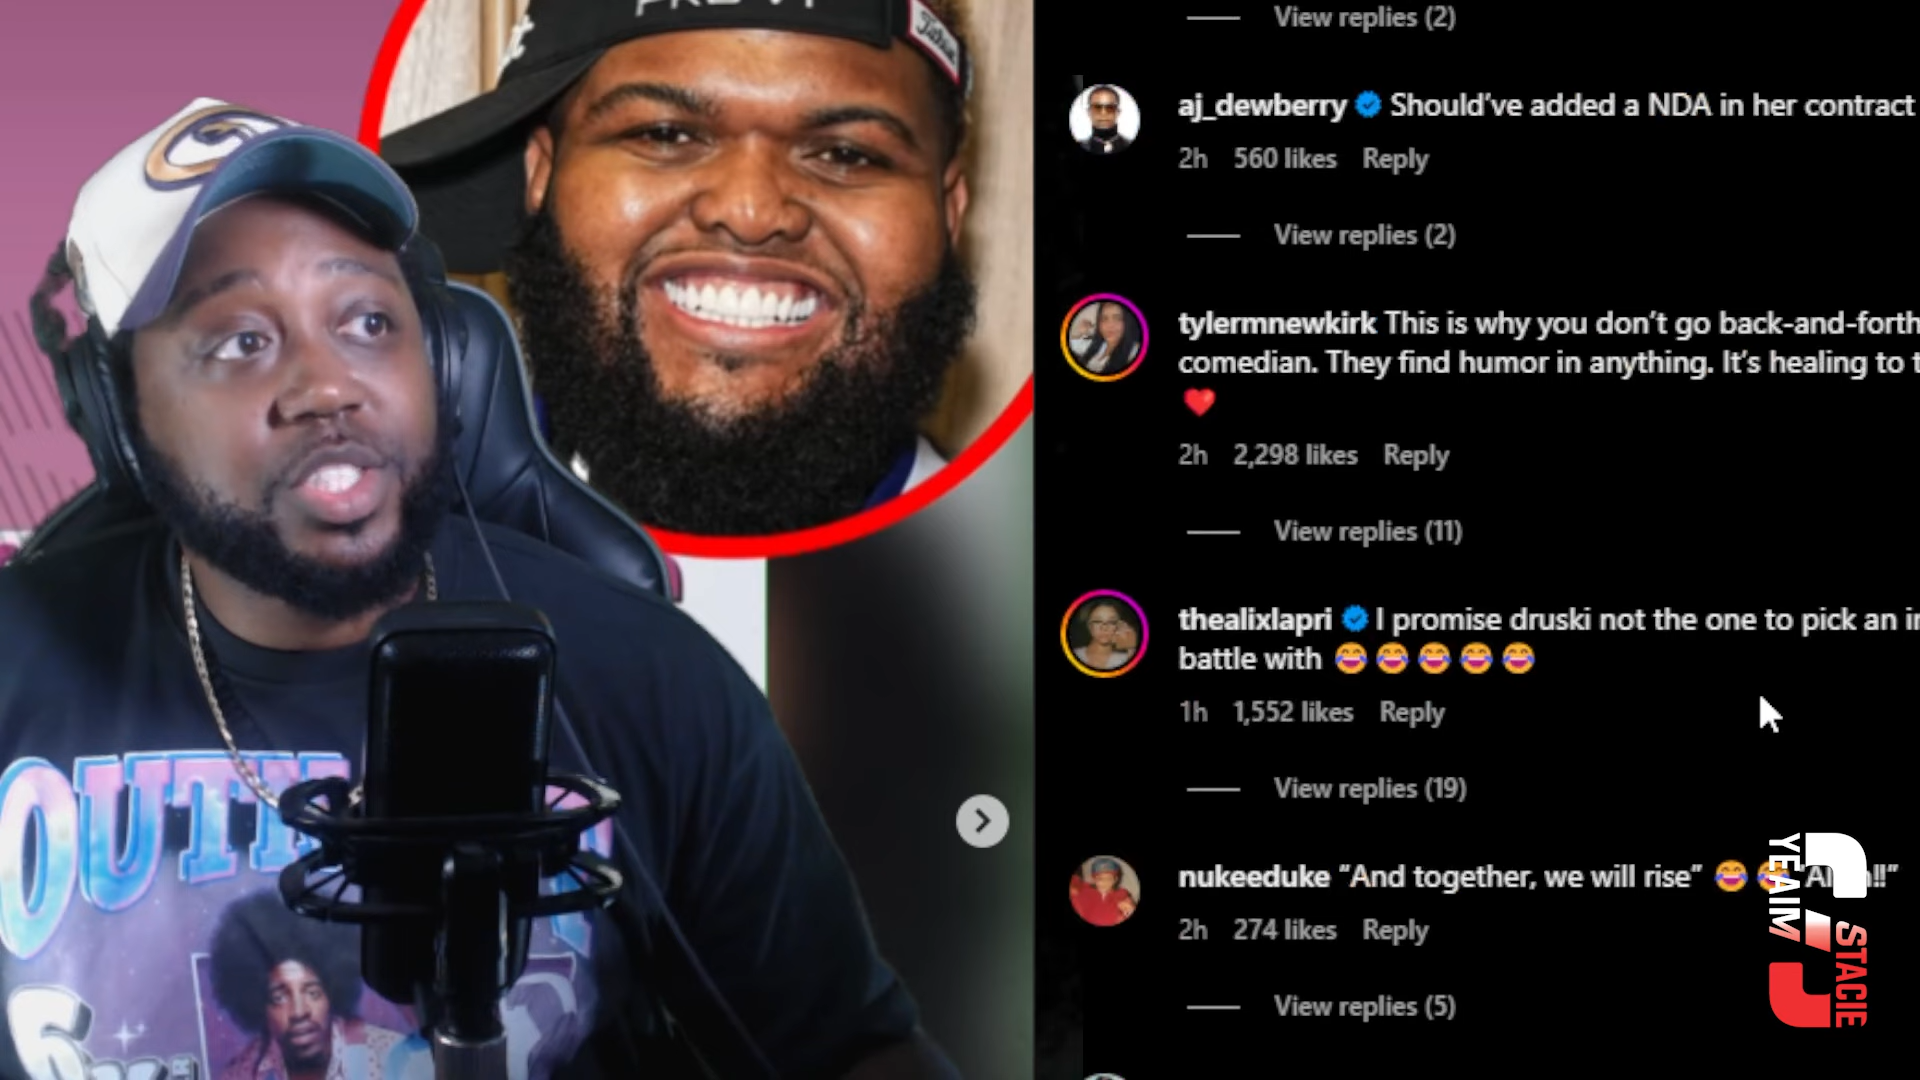 View replies (2)
aj_dewberry Should've added a NDA in her contract
2h 560 likes Reply
View replies (2)
tylermnewkirk This is why you don't go back-and-forth
comedian. They find humor in anything. It's healing to t
❤️
2h 2,298 likes Reply
View replies (11)
thealixlapri I promise druski not the one to pick an in
battle with 😂😂😂😂😂
1h 1,552 likes Reply
View replies (19)
nukeeduke “And together, we will rise” 😂😂
2h 274 likes Reply
View replies (5)
YEAIM
STACIE